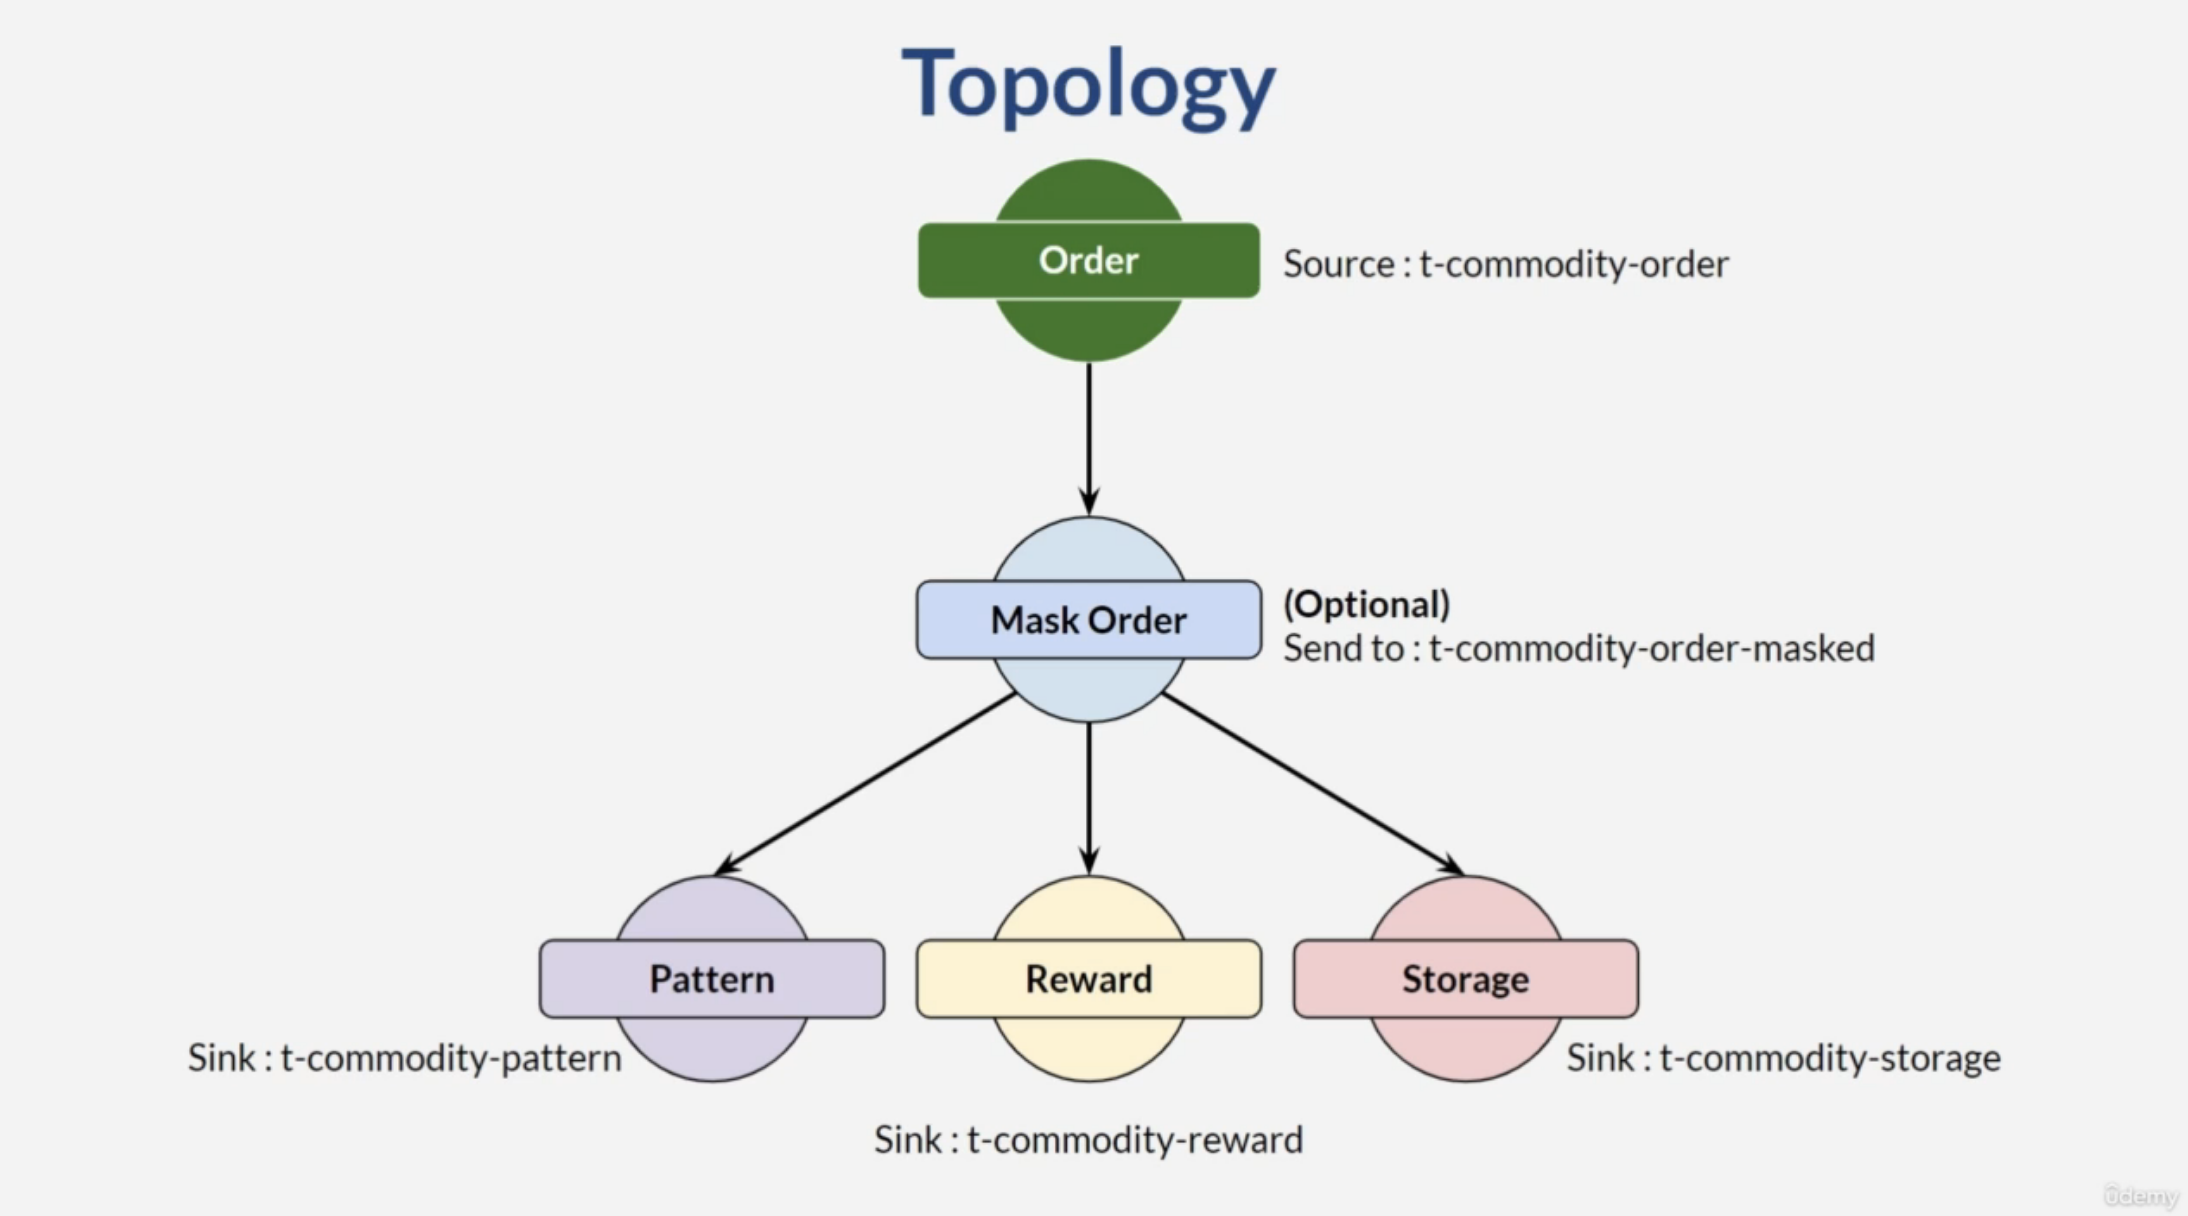 Topology
Order
Source : t-commodity-order
Mask Order
(Optional)
Send to : t-commodity-order-masked
Pattern
Reward
Storage
Sink : t-commodity-pattern
Sink : t-commodity-storage
Sink : t-commodity-reward
ûdemy